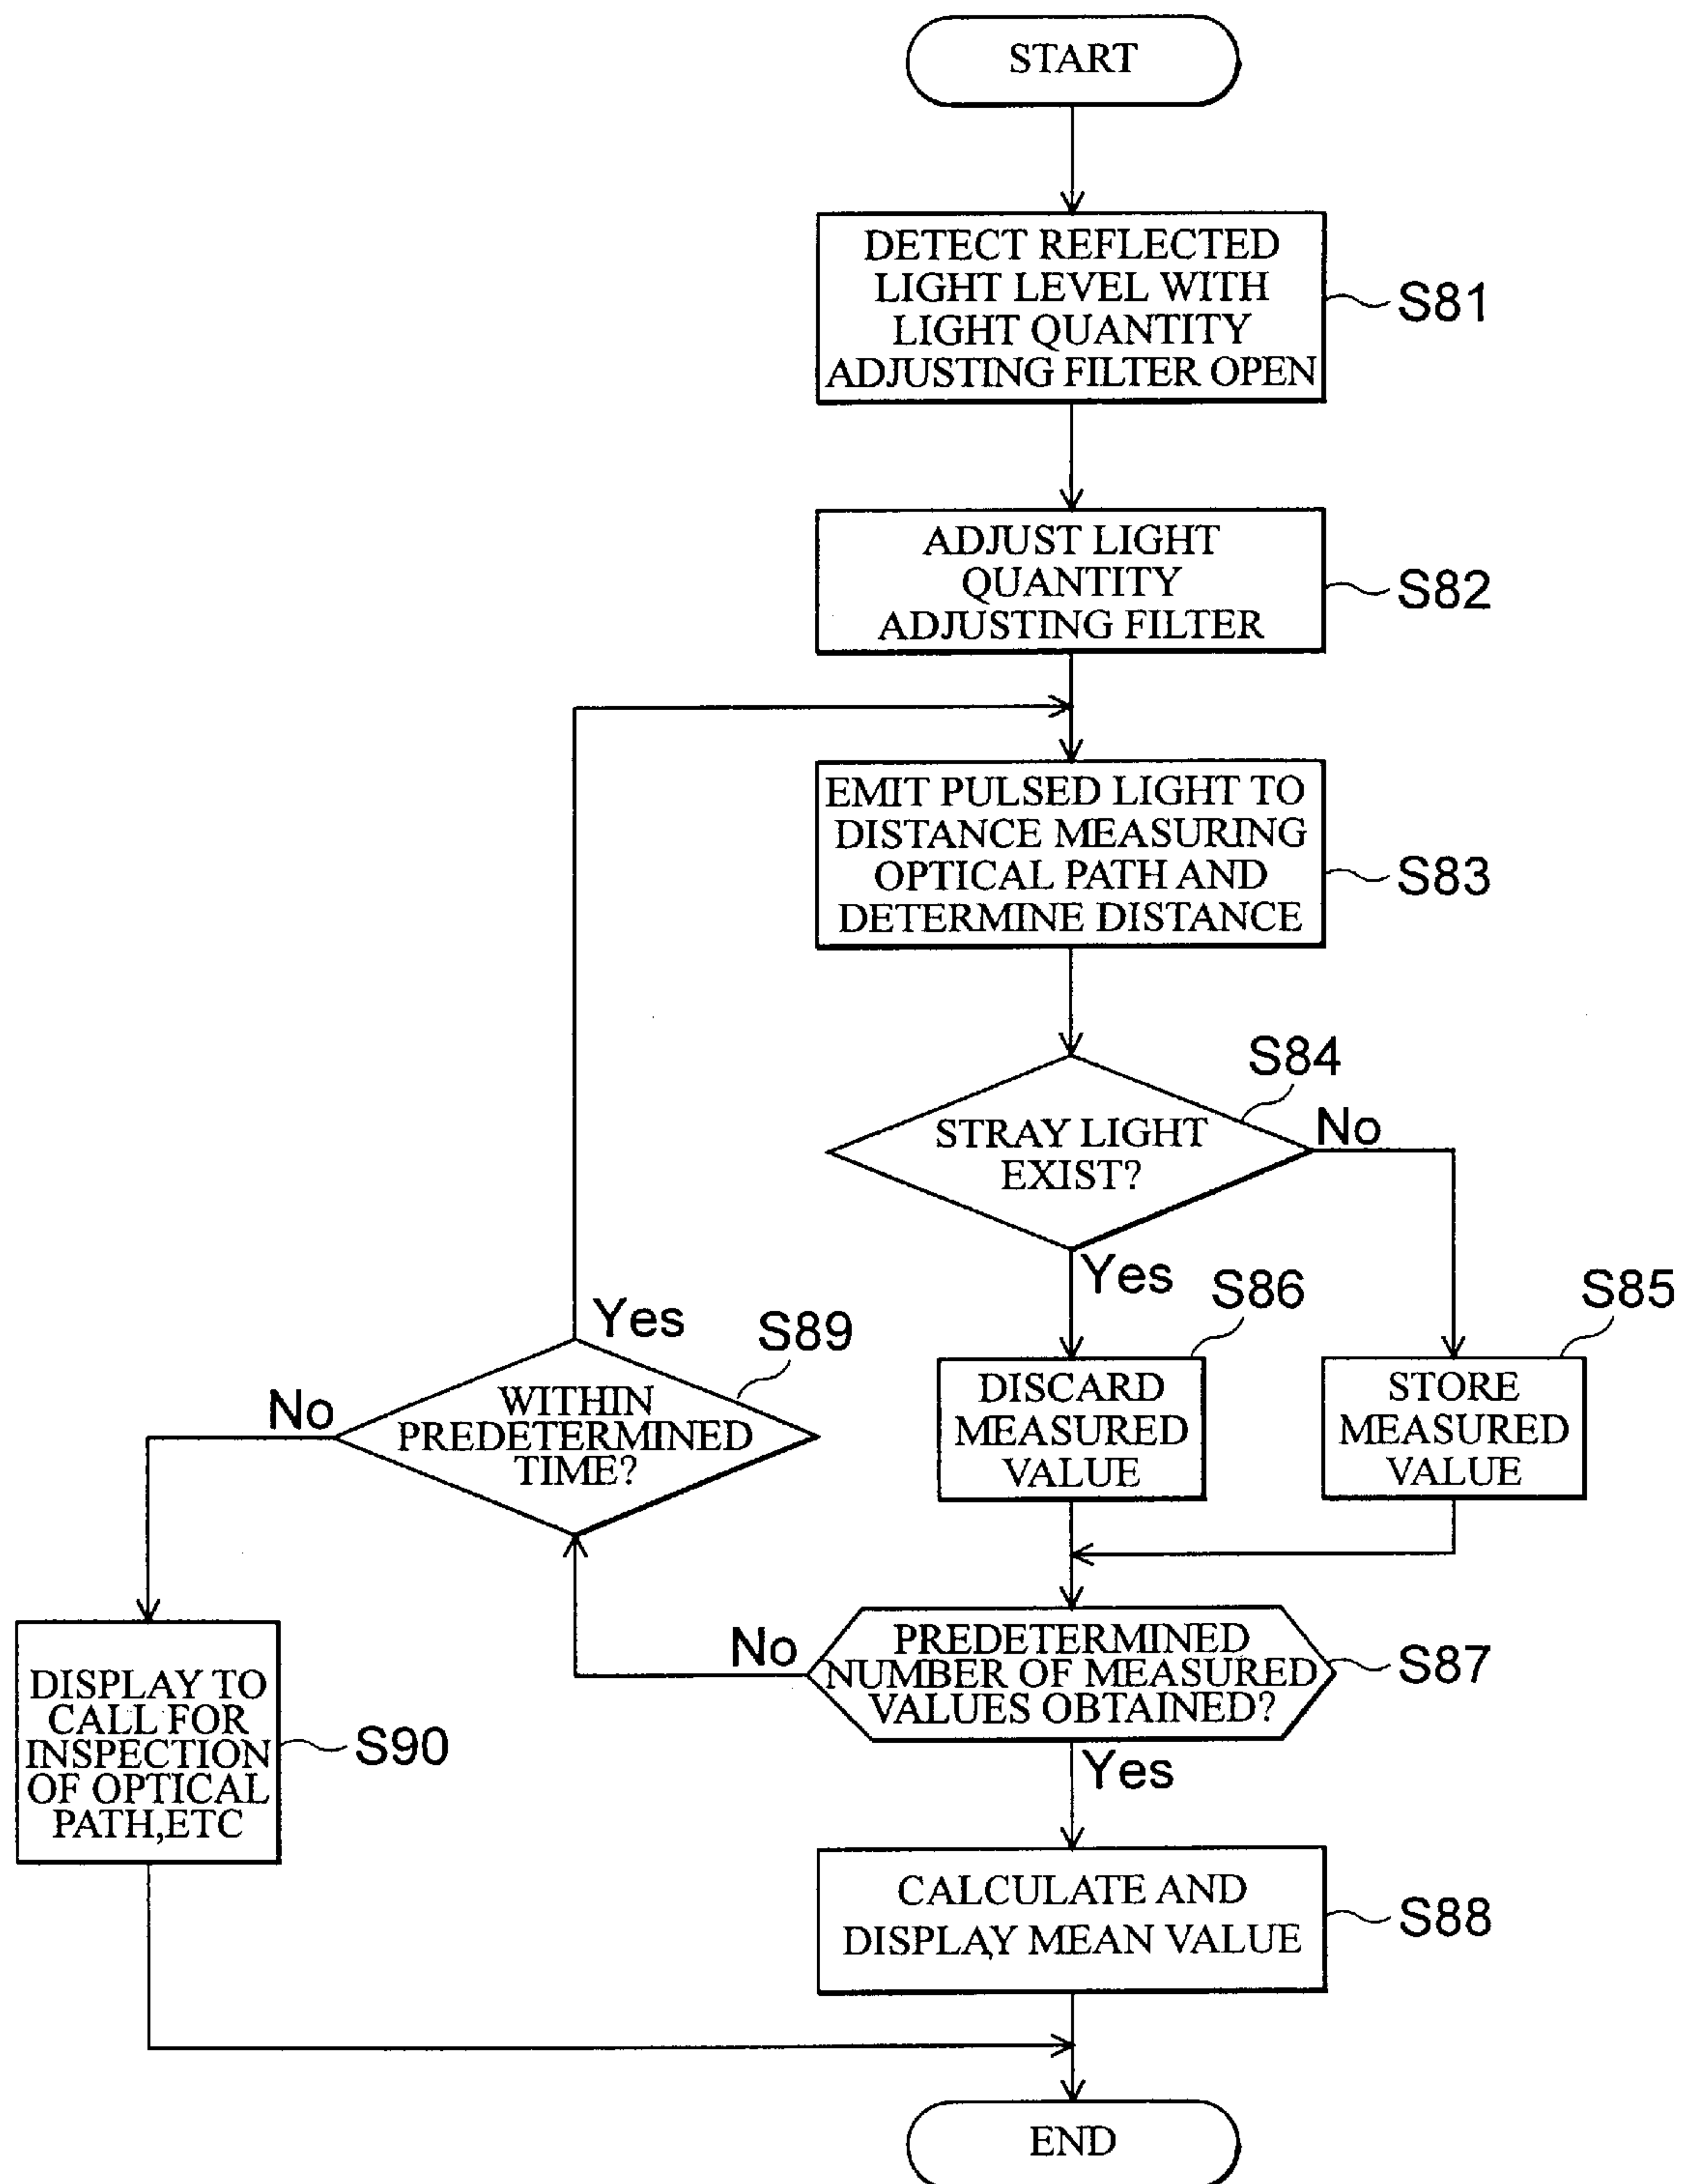 START
DETECT REFLECTED
LIGHT LEVEL WITH
LIGHT QUANTITY
ADJUSTING FILTER OPEN
S81
ADJUST LIGHT
QUANTITY
ADJUSTING FILTER
S82
EMIT PULSED LIGHT TO
DISTANCE MEASURING
OPTICAL PATH AND
DETERMINE DISTANCE
S83
S84
STRAY LIGHT
EXIST?
No
Yes
S86
DISCARD
MEASURED
VALUE
S85
STORE
MEASURED
VALUE
Yes
S89
WITHIN
PREDETERMINED
TIME?
No
No
PREDETERMINED
NUMBER OF MEASURED
VALUES OBTAINED?
S87
Yes
DISPLAY TO
CALL FOR
INSPECTION
OF OPTICAL
PATH,ETC
S90
CALCULATE AND
DISPLAY MEAN VALUE
S88
END